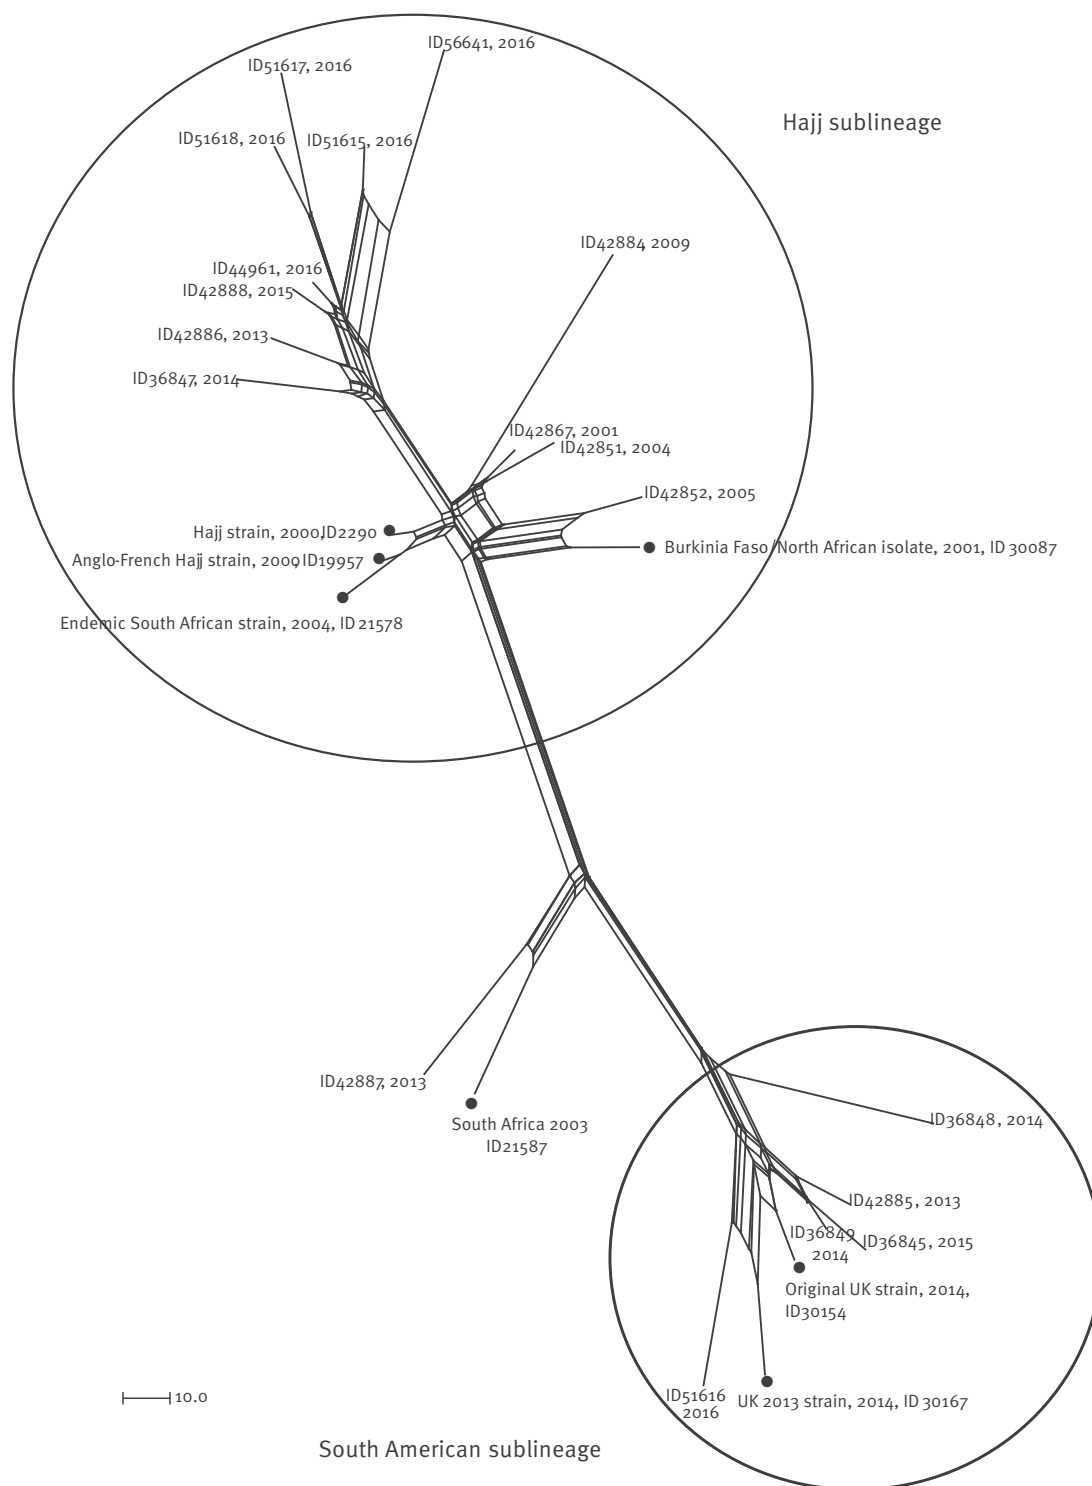 ID56641, 2016
ID51617, 2016
Hajj sublineage
ID51618, 2016
ID51615, 2016
ID42884, 2009
ID44961, 2016
ID42888, 2015
ID42886, 2013
ID36847, 2014
ID42867, 2001
ID42851, 2004
ID42852, 2005
Hajj strain, 2000,ID2290
Burkinia Faso/North African isolate, 2001, ID 30087
Anglo-French Hajj strain, 2000 ID19957
Endemic South African strain, 2004, ID 21578
ID42887, 2013
South Africa 2003
ID21587
ID36848, 2014
ID42885, 2013
ID36849
2014
ID36845, 2015
Original UK strain, 2014,
ID30154
ID51616
2016
UK 2013 strain, 2014, ID 30167
10.0
South American sublineage